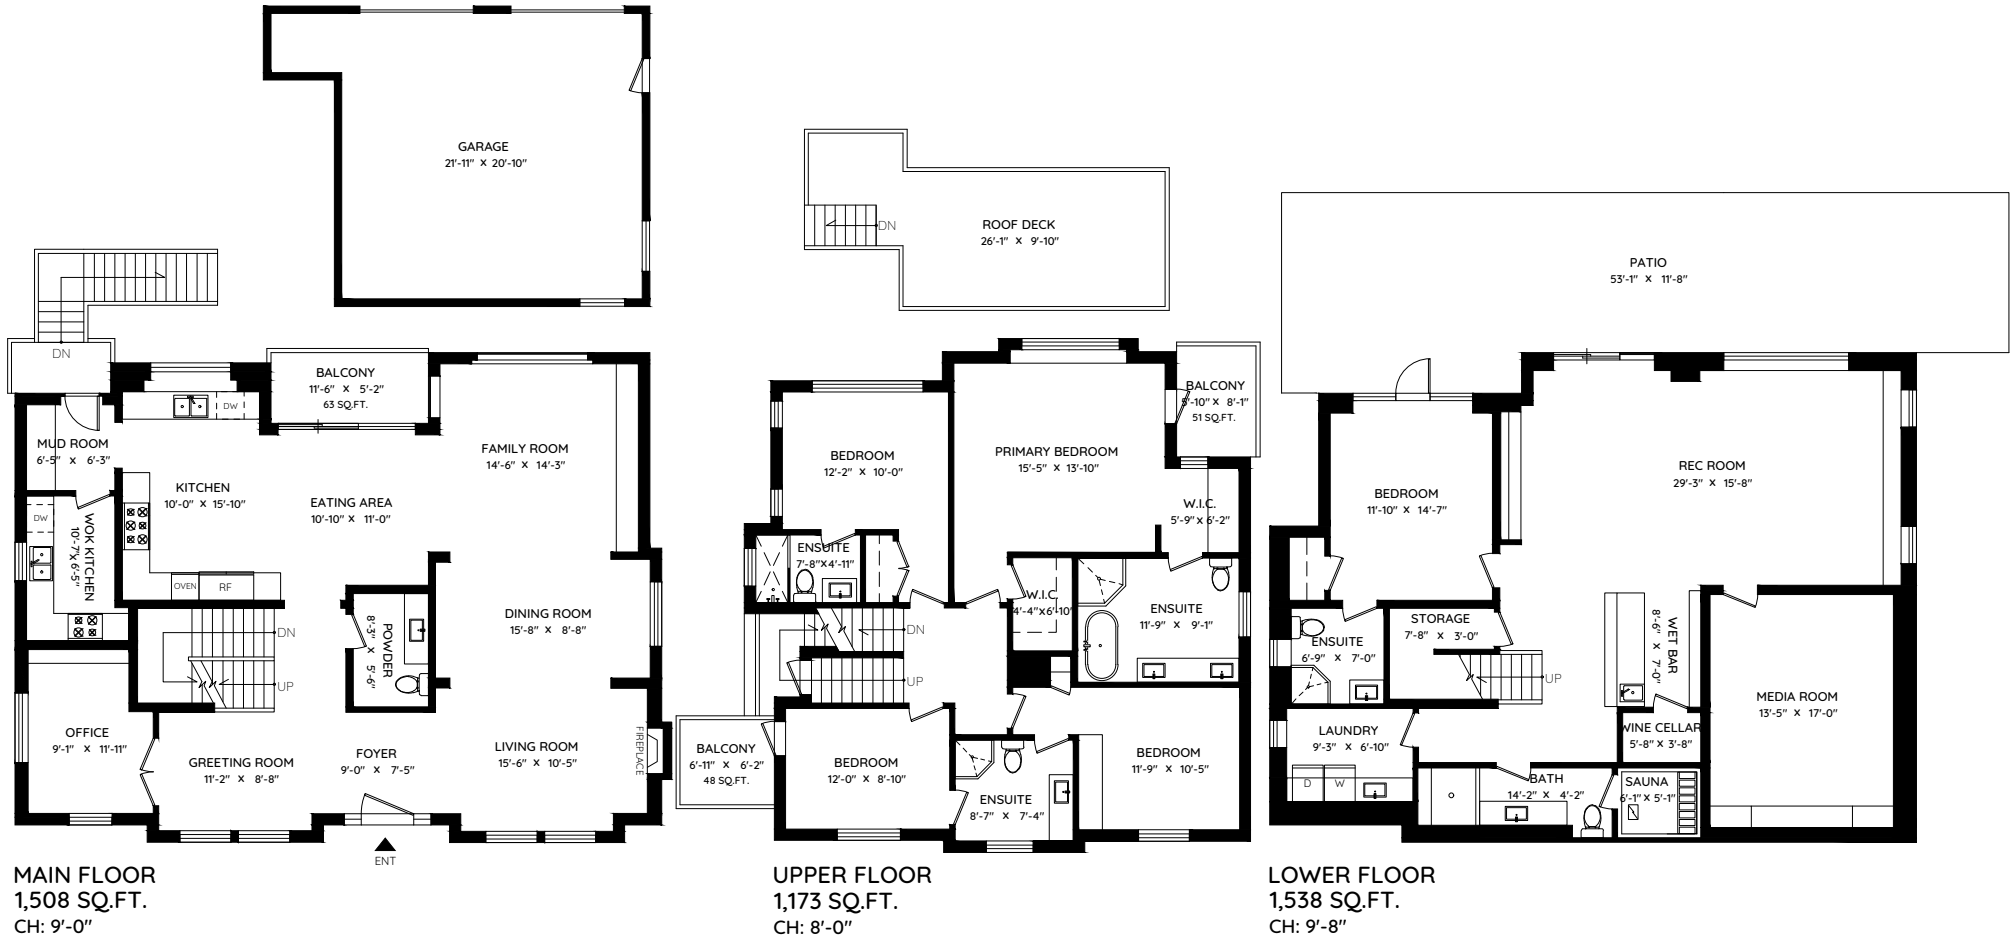 GARAGE
21'-11" X 20'-10"
DN
BALCONY
11'-6" X 5'-2"
63 SQ.FT.
DW
MUD ROOM
6'-5" X 6'-3"
KITCHEN
10'-0" X 15'-10"
EATING AREA
10'-10" X 11'-0"
FAMILY ROOM
14'-6" X 14'-3"
DW
WOK KITCHEN
10'-7" X 6'-5"
OVEN
RF
DINING ROOM
15'-8" X 8'-8"
POWDER
8'-3" X 5'-6"
DN
UP
OFFICE
9'-1" X 11'-11"
GREETING ROOM
11'-2" X 8'-8"
FOYER
9'-0" X 7'-5"
LIVING ROOM
15'-6" X 10'-5"
FIREPLACE
ENT
MAIN FLOOR
1,508 SQ.FT.
CH: 9'-0"
ROOF DECK
26'-1" X 9'-10"
DN
BALCONY
5'-10" X 8'-1"
51 SQ.FT.
BEDROOM
12'-2" X 10'-0"
PRIMARY BEDROOM
15'-5" X 13'-10"
W.I.C.
5'-9" X 6'-2"
ENSUITE
7'-8" X 4'-11"
W.I.C.
4'-4" X 6'-10"
ENSUITE
11'-9" X 9'-1"
DN
UP
BALCONY
6'-11" X 6'-2"
48 SQ.FT.
BEDROOM
12'-0" X 8'-10"
ENSUITE
8'-7" X 7'-4"
BEDROOM
11'-9" X 10'-5"
UPPER FLOOR
1,173 SQ.FT.
CH: 8'-0"
PATIO
53'-1" X 11'-8"
REC ROOM
29'-3" X 15'-8"
BEDROOM
11'-10" X 14'-7"
STORAGE
7'-8" X 3'-0"
ENSUITE
6'-9" X 7'-0"
UP
WET BAR
8'-6" X 7'-0"
MEDIA ROOM
13'-5" X 17'-0"
LAUNDRY
9'-3" X 6'-10"
D
W
WINE CELLAR
5'-8" X 3'-8"
BATH
14'-2" X 4'-2"
SAUNA
6'-1" X 5'-1"
LOWER FLOOR
1,538 SQ.FT.
CH: 9'-8"